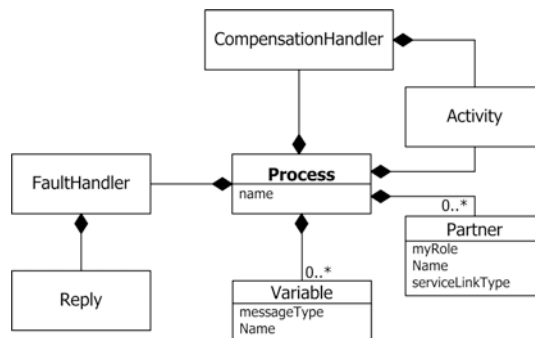 CompensationHandler
Activity
FaultHandler
Process
name
0..*
Partner
myRole
Name
serviceLinkType
Reply
0..*
Variable
messageType
Name